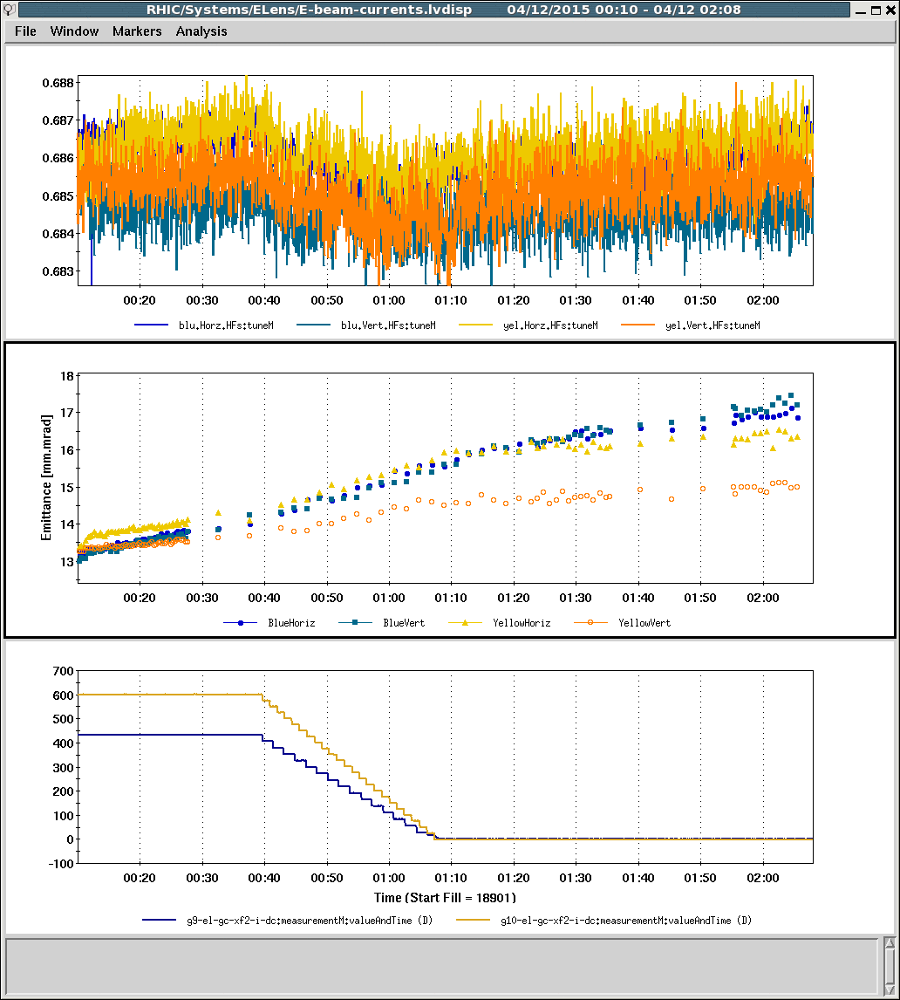 RHIC/Systems/ELens/E-beam-currents.lvdisp 04/12/2015 00:10 - 04/12 02:08
File Window Markers Analysis
0.688
0.687
0.686
0.685
0.684
0.683
00:20 00:30 00:40 00:50 01:00 01:10 01:20 01:30 01:40 01:50 02:00
blu.Horz.HFs:tuneM blu.Vert.HFs:tuneM yel.Horz.HFs:tuneM yel.Vert.HFs:tuneM
Emittance [mm.mrad]
18
17
16
15
14
13
00:20 00:30 00:40 00:50 01:00 01:10 01:20 01:30 01:40 01:50 02:00
BlueHoriz BlueVert YellowHoriz YellowVert
700
600
500
400
300
200
100
0
-100
00:20 00:30 00:40 00:50 01:00 01:10 01:20 01:30 01:40 01:50 02:00
Time (Start Fill = 18901)
g9-el-gc-xf2-i-dc:measurementM:valueAndTime (D) g10-el-gc-xf2-i-dc:measurementM:valueAndTime (D)